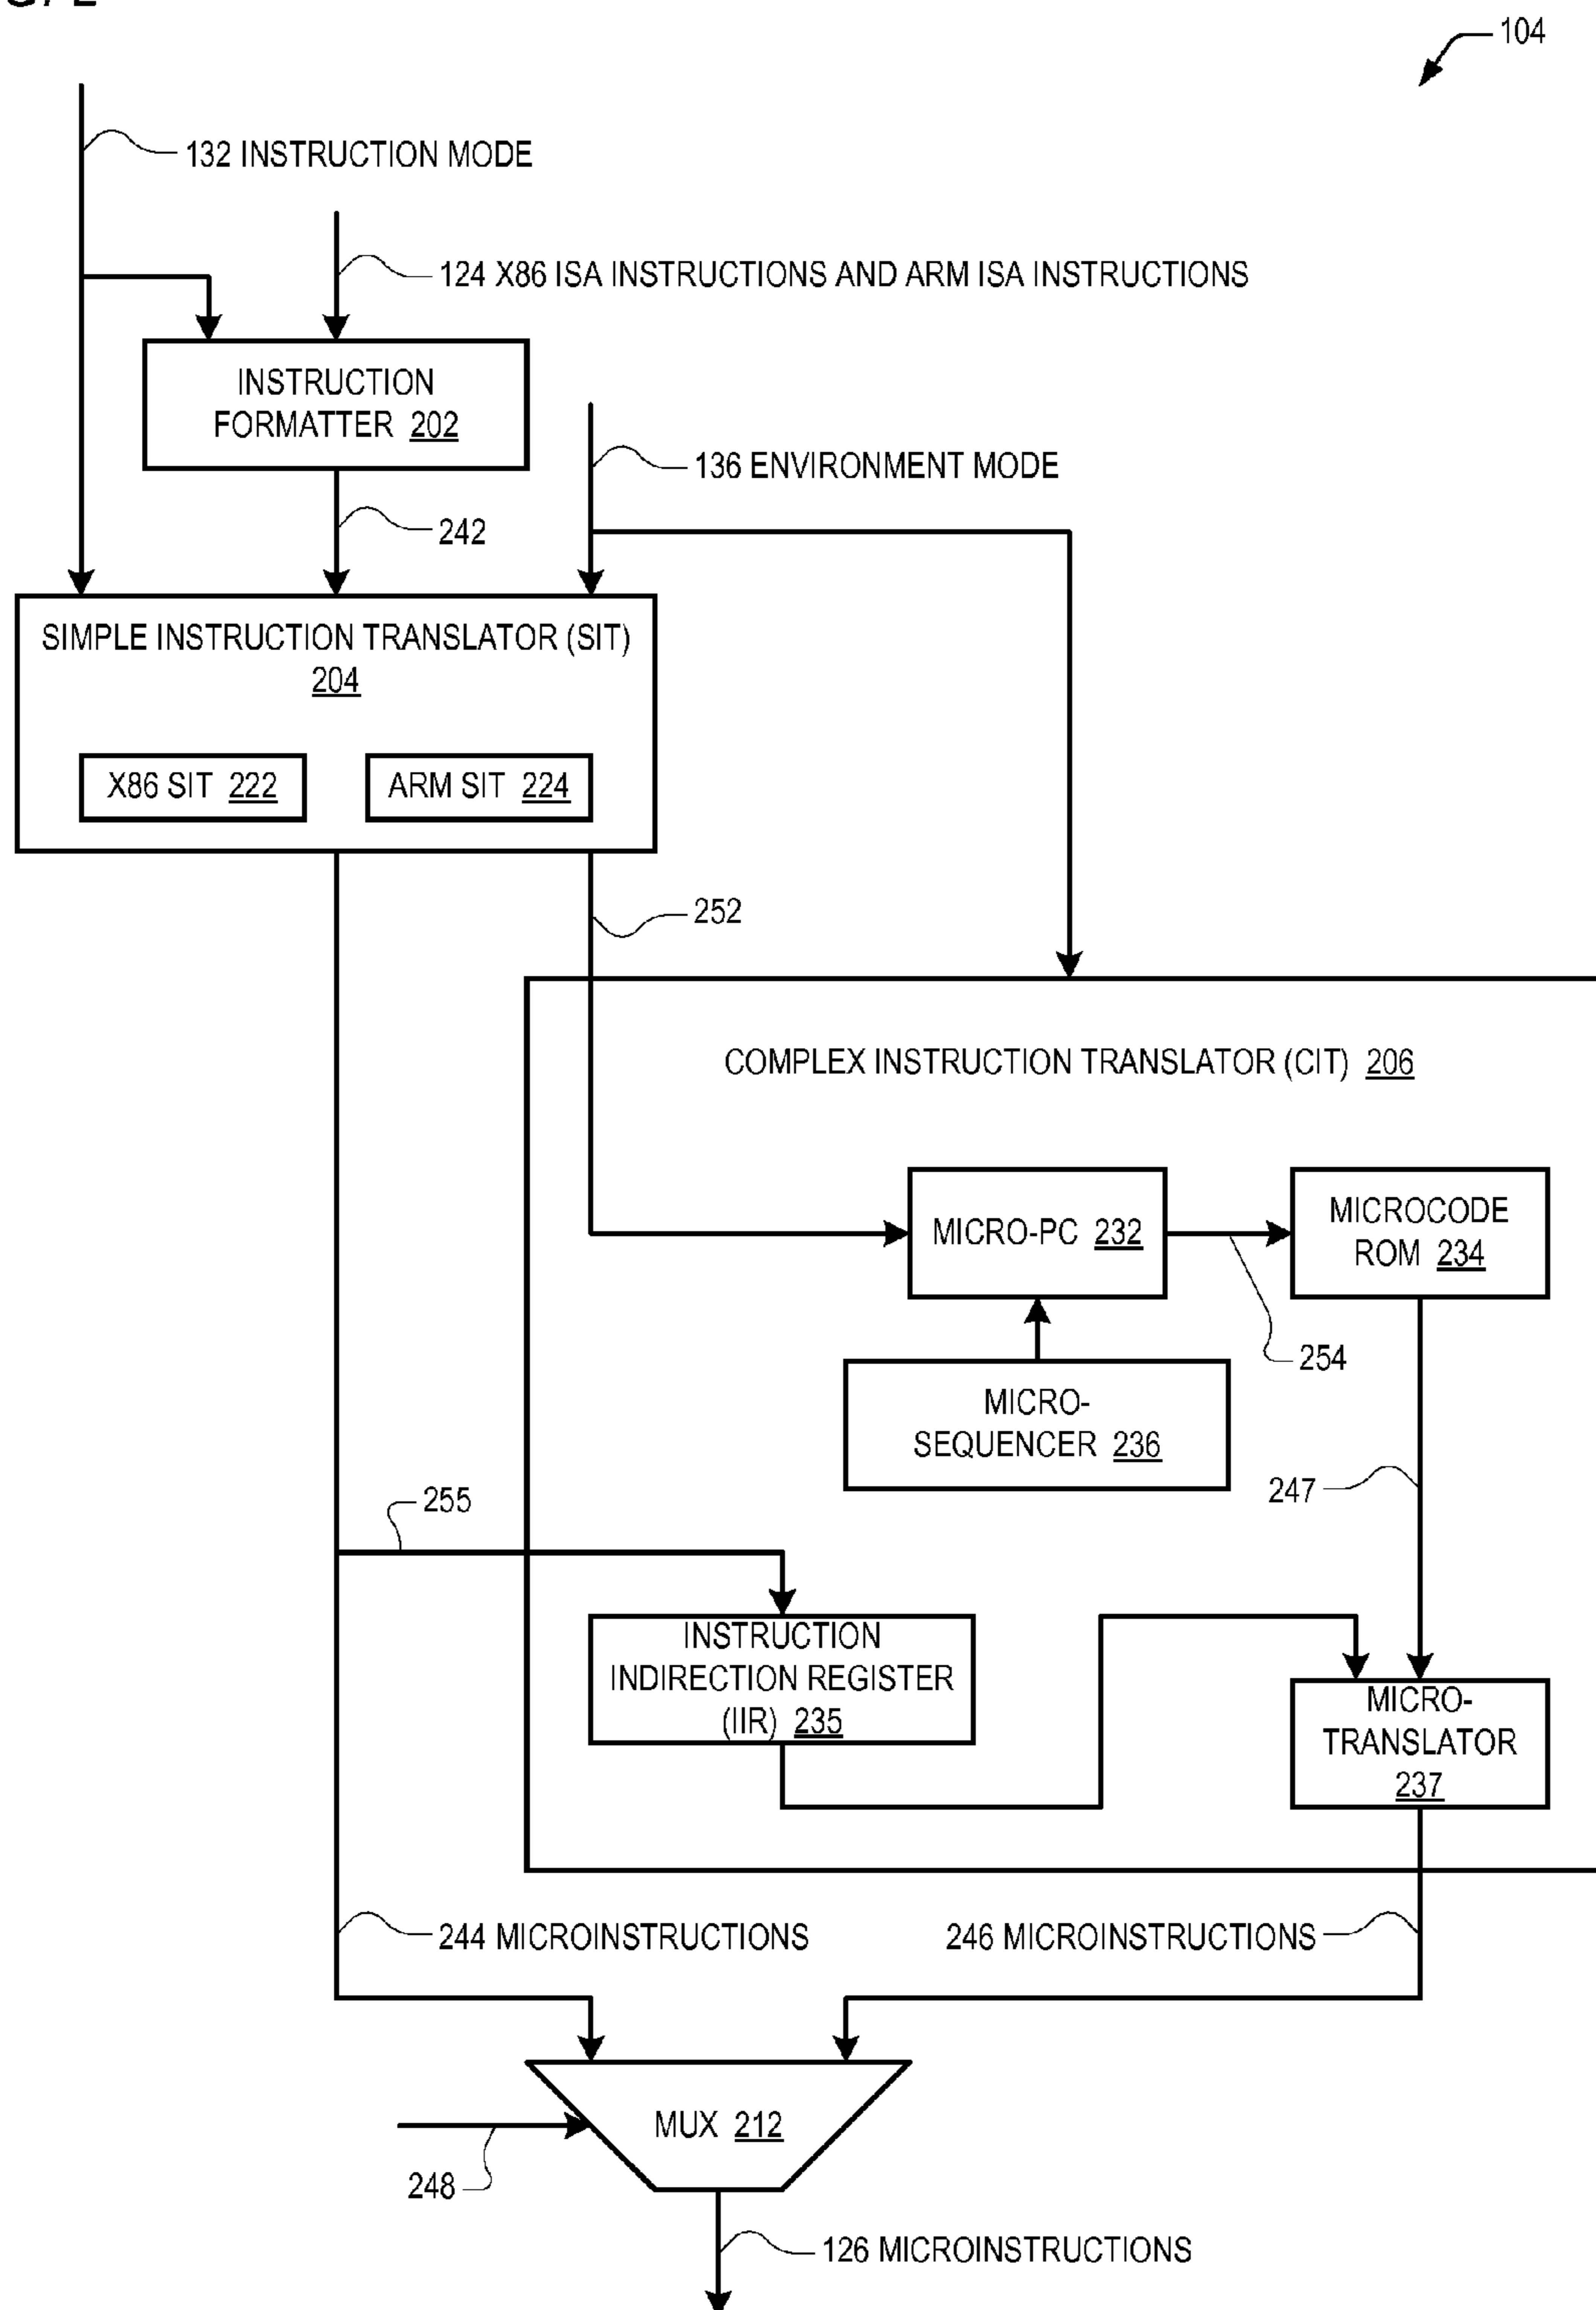 104
132 INSTRUCTION MODE
124 X86 ISA INSTRUCTIONS AND ARM ISA INSTRUCTIONS
INSTRUCTION
FORMATTER 202
136 ENVIRONMENT MODE
242
SIMPLE INSTRUCTION TRANSLATOR (SIT)
204
X86 SIT 222
ARM SIT 224
252
COMPLEX INSTRUCTION TRANSLATOR (CIT) 206
MICRO-PC 232
MICROCODE
ROM 234
254
MICRO-
SEQUENCER 236
247
255
INSTRUCTION
INDIRECTION REGISTER
(IIR) 235
MICRO-
TRANSLATOR
237
244 MICROINSTRUCTIONS
246 MICROINSTRUCTIONS
MUX 212
248
126 MICROINSTRUCTIONS